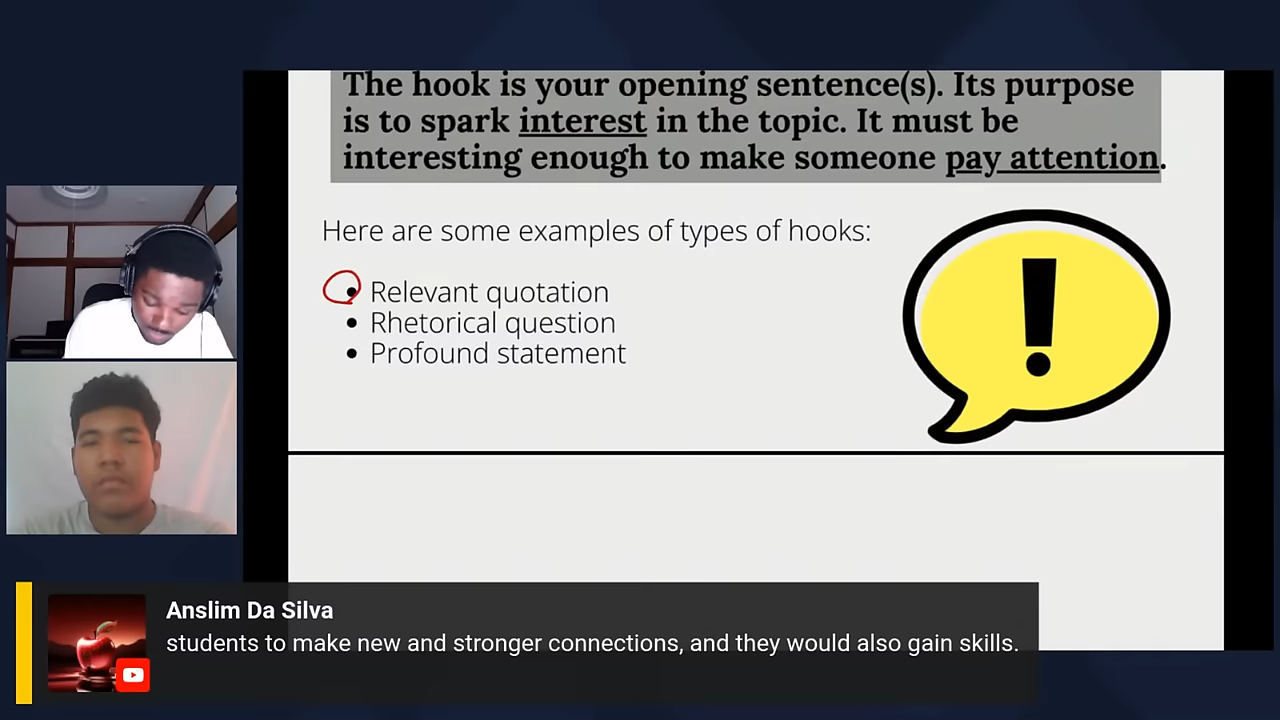 The hook is your opening sentence(s). Its purpose
is to spark interest in the topic. It must be
interesting enough to make someone pay attention.
Here are some examples of types of hooks:
• Relevant quotation
• Rhetorical question
• Profound statement
!
Anslim Da Silva
students to make new and stronger connections, and they would also gain skills.